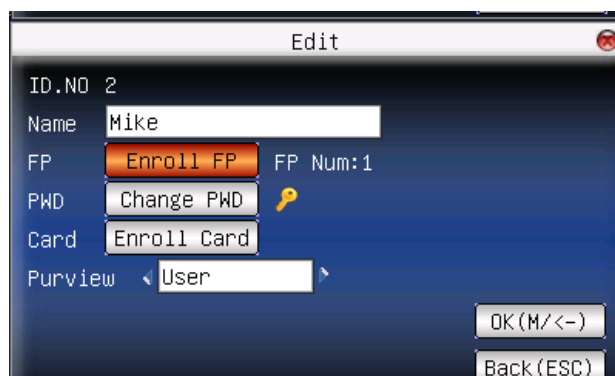 Edit
ID.NO 2
Name Mike
FP Enroll FP FP Num:1
PWD Change PWD
Card Enroll Card
Purview User
OK(M/<-)
Back(ESC)